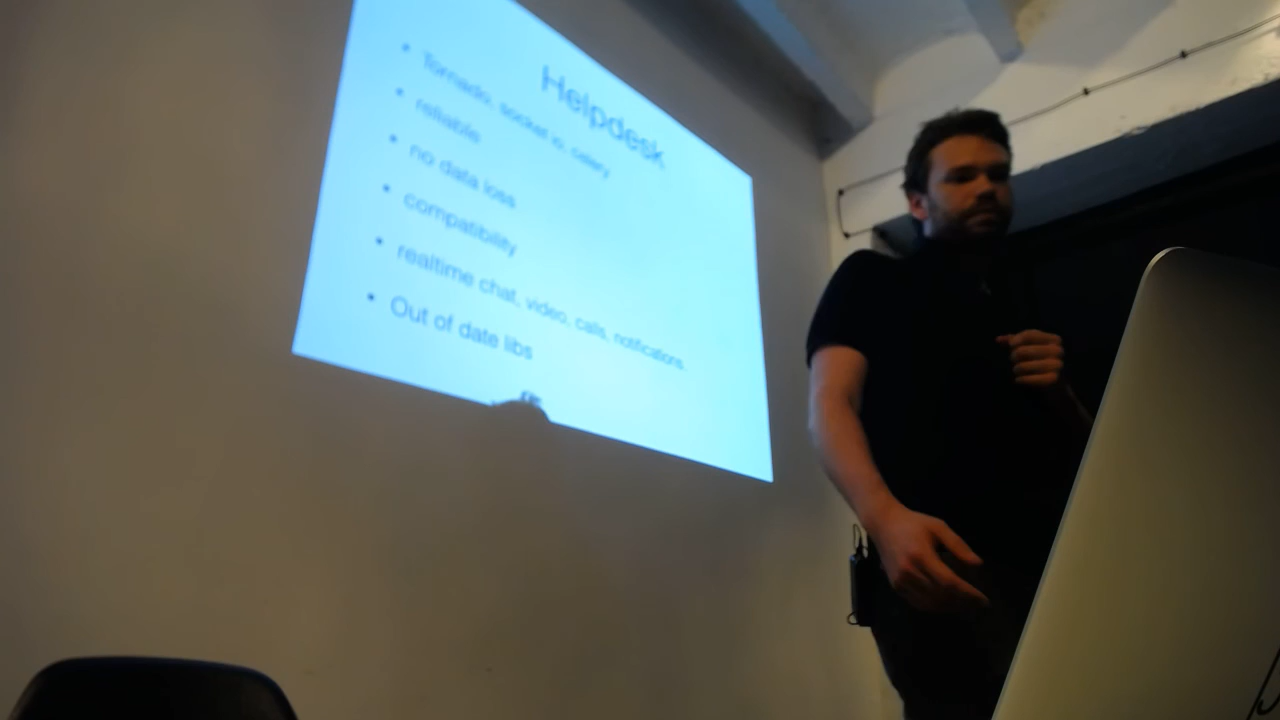 Helpdesk
• Tornado, socket io, celery
• reliable
• no data loss
• compatibility
• realtime chat, video, calls, notifications
• Out of date libs